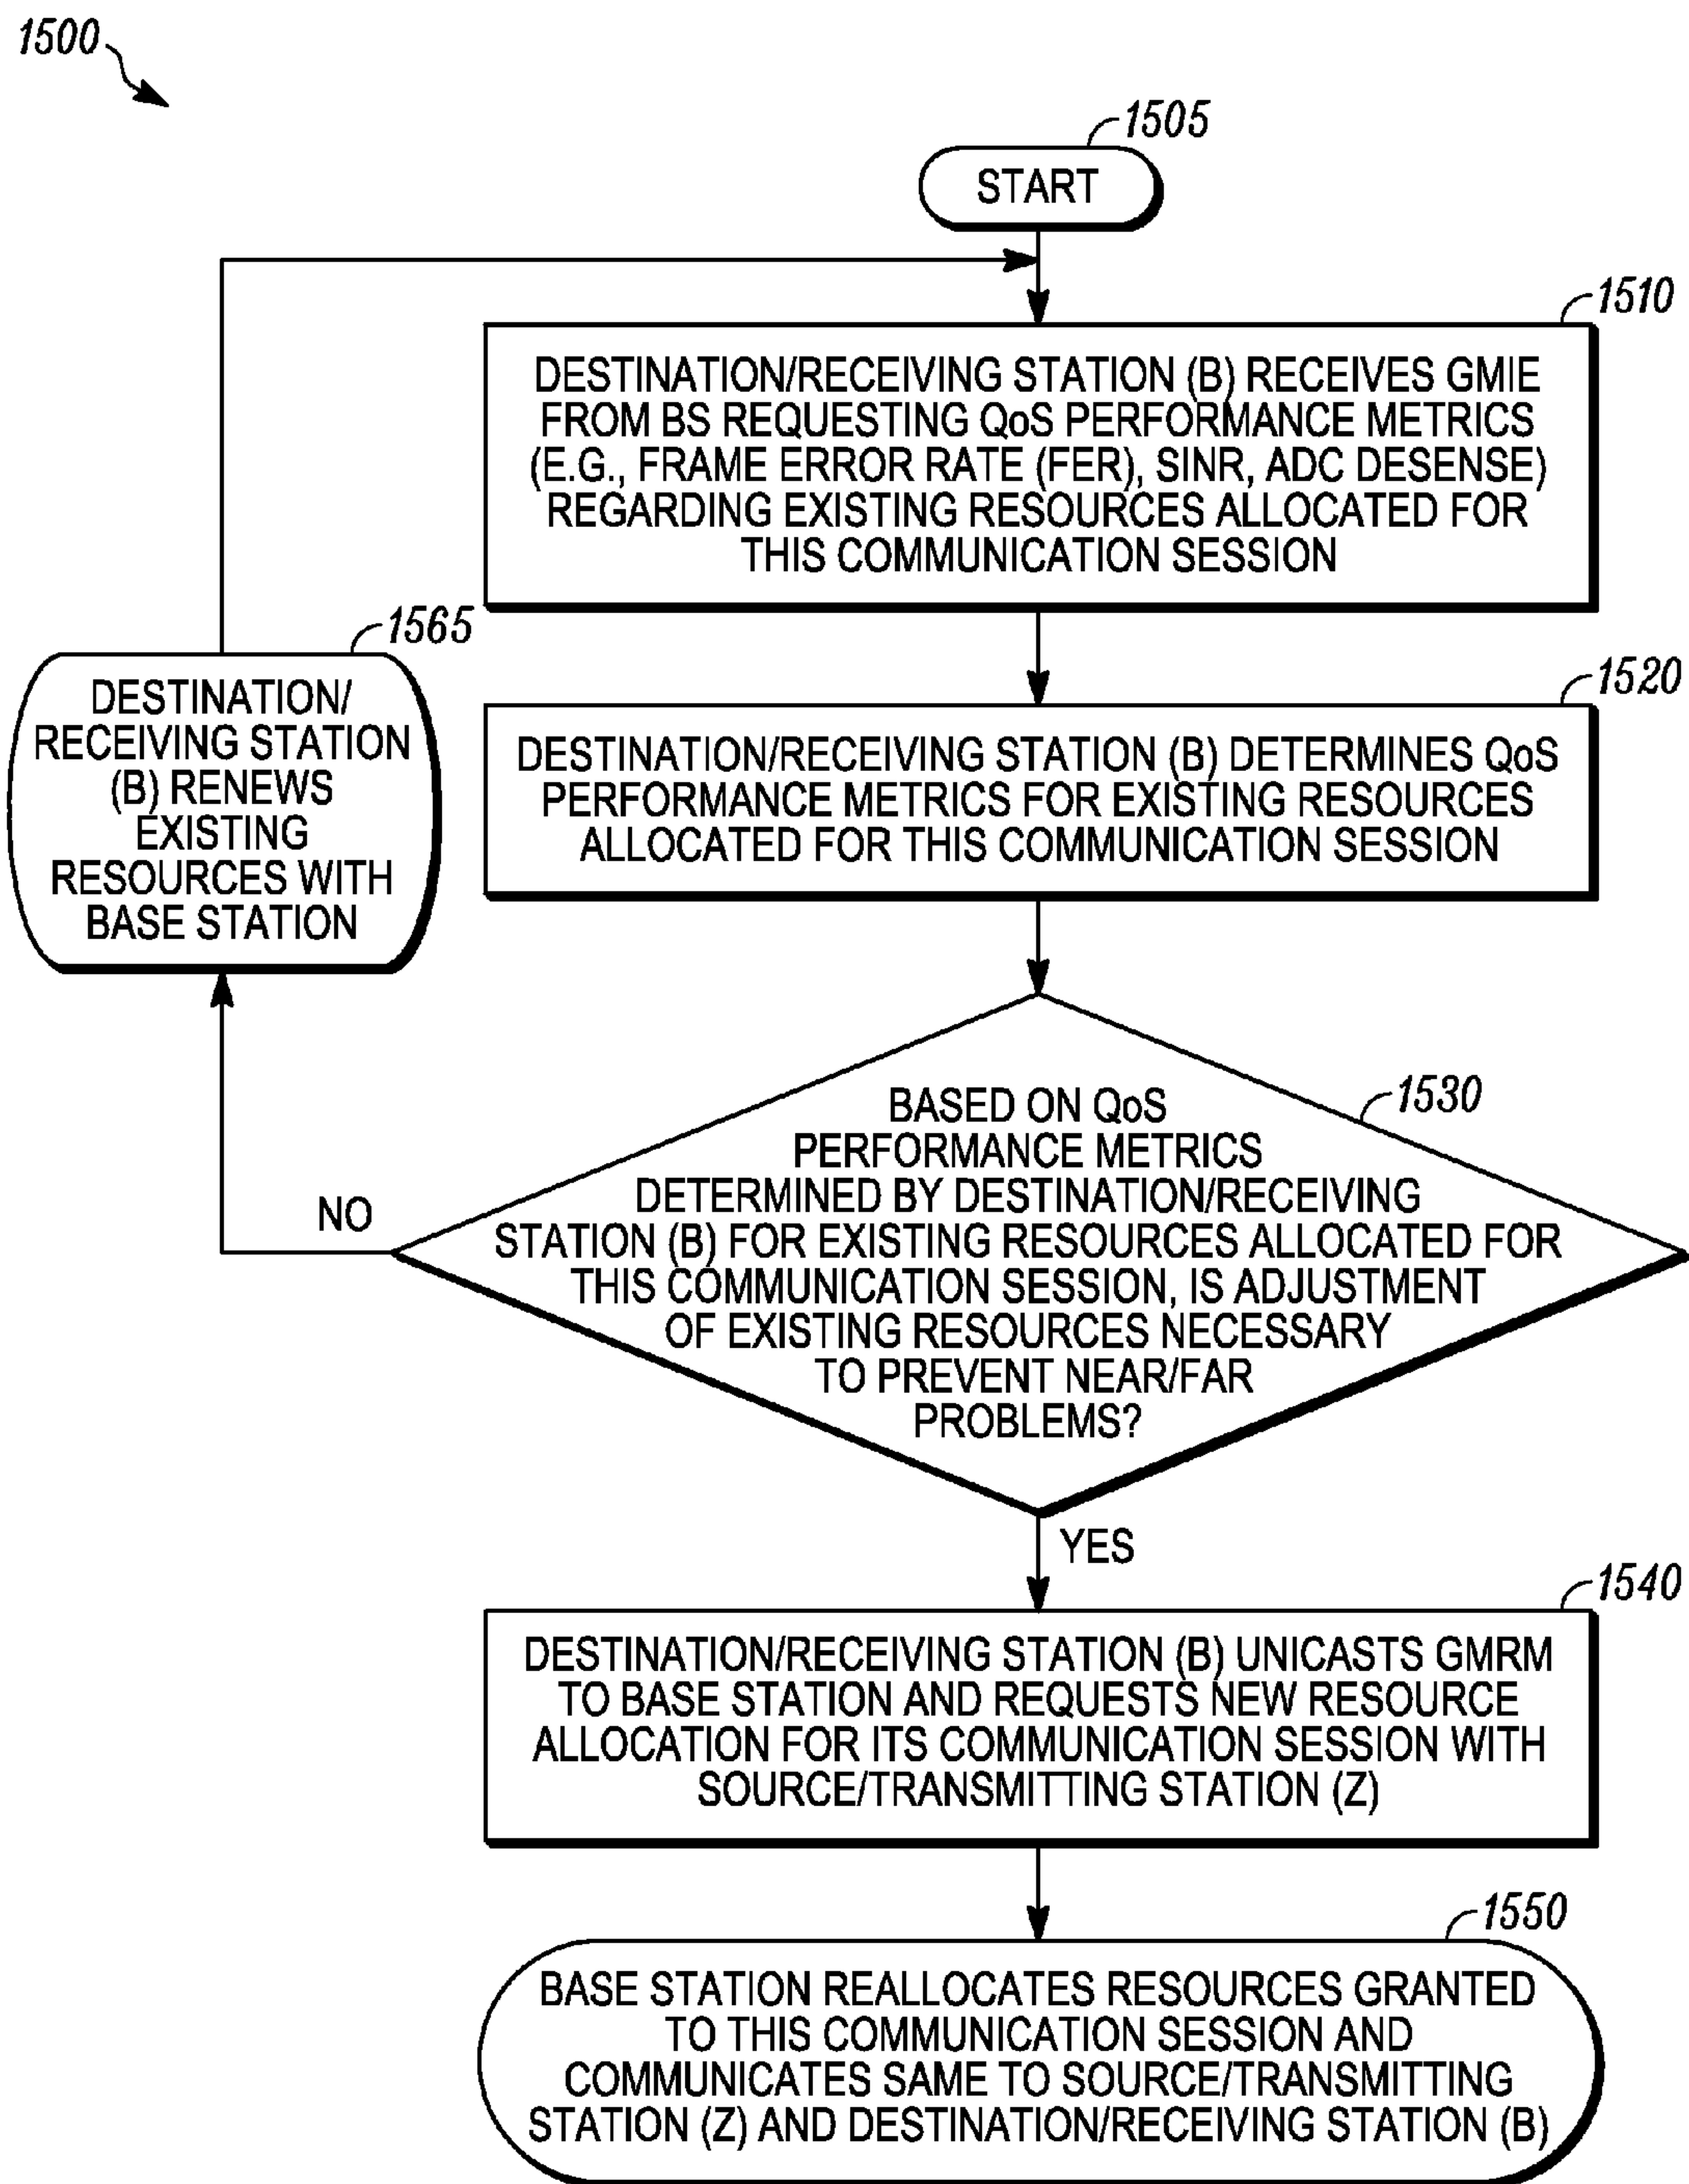 1500
1505
START
1510
DESTINATION/RECEIVING STATION (B) RECEIVES GMIE
FROM BS REQUESTING QoS PERFORMANCE METRICS
(E.G., FRAME ERROR RATE (FER), SINR, ADC DESENSE)
REGARDING EXISTING RESOURCES ALLOCATED FOR
THIS COMMUNICATION SESSION
1565
DESTINATION/
RECEIVING STATION
(B) RENEWS
EXISTING
RESOURCES WITH
BASE STATION
1520
DESTINATION/RECEIVING STATION (B) DETERMINES QoS
PERFORMANCE METRICS FOR EXISTING RESOURCES
ALLOCATED FOR THIS COMMUNICATION SESSION
1530
BASED ON QoS
PERFORMANCE METRICS
DETERMINED BY DESTINATION/RECEIVING
STATION (B) FOR EXISTING RESOURCES ALLOCATED FOR
THIS COMMUNICATION SESSION, IS ADJUSTMENT
OF EXISTING RESOURCES NECESSARY
TO PREVENT NEAR/FAR
PROBLEMS?
NO
YES
1540
DESTINATION/RECEIVING STATION (B) UNICASTS GMRM
TO BASE STATION AND REQUESTS NEW RESOURCE
ALLOCATION FOR ITS COMMUNICATION SESSION WITH
SOURCE/TRANSMITTING STATION (Z)
1550
BASE STATION REALLOCATES RESOURCES GRANTED
TO THIS COMMUNICATION SESSION AND
COMMUNICATES SAME TO SOURCE/TRANSMITTING
STATION (Z) AND DESTINATION/RECEIVING STATION (B)